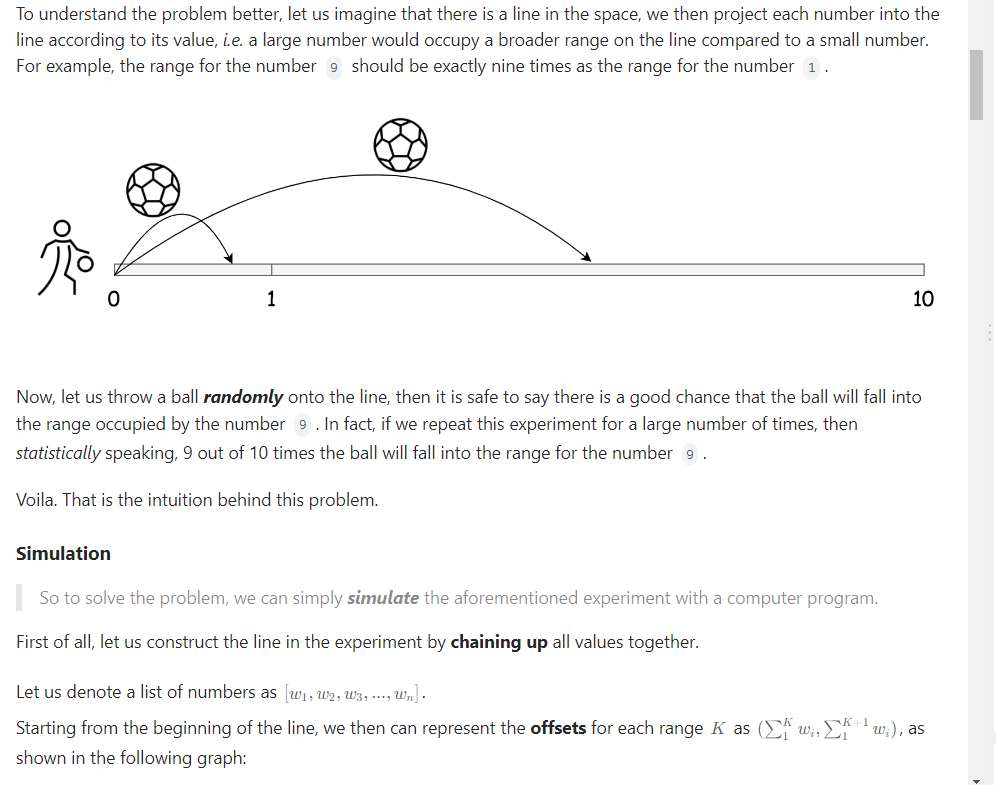 To understand the problem better, let us imagine that there is a line in the space, we then project each number into the
line according to its value, i.e. a large number would occupy a broader range on the line compared to a small number.
For example, the range for the number 9 should be exactly nine times as the range for the number 1 .
0 1 10
Now, let us throw a ball randomly onto the line, then it is safe to say there is a good chance that the ball will fall into
the range occupied by the number 9 . In fact, if we repeat this experiment for a large number of times, then
statistically speaking, 9 out of 10 times the ball will fall into the range for the number 9 .
Voila. That is the intuition behind this problem.
Simulation
So to solve the problem, we can simply simulate the aforementioned experiment with a computer program.
First of all, let us construct the line in the experiment by chaining up all values together.
Let us denote a list of numbers as [w₁, w₂, w₃, ..., wₙ] .
Starting from the beginning of the line, we then can represent the offsets for each range K as (∑₁ᴷ wᵢ, ∑₁ᴷ⁺¹ wᵢ), as
shown in the following graph: